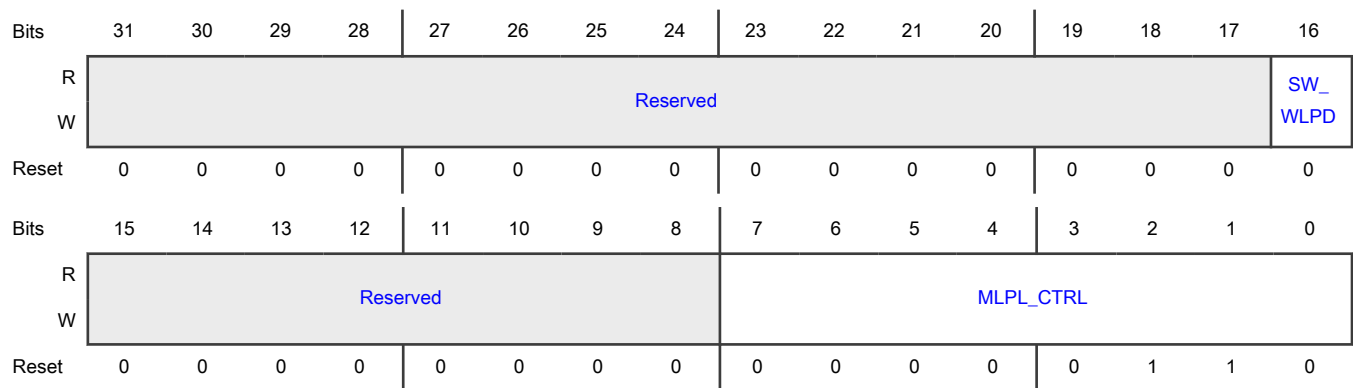 Bits 31 30 29 28 27 26 25 24 23 22 21 20 19 18 17 16
R
Reserved
SW_
WLPD
W
Reset 0 0 0 0 0 0 0 0 0 0 0 0 0 0 0 0
Bits 15 14 13 12 11 10 9 8 7 6 5 4 3 2 1 0
R
Reserved MLPL_CTRL
W
Reset 0 0 0 0 0 0 0 0 0 0 0 0 0 1 1 0